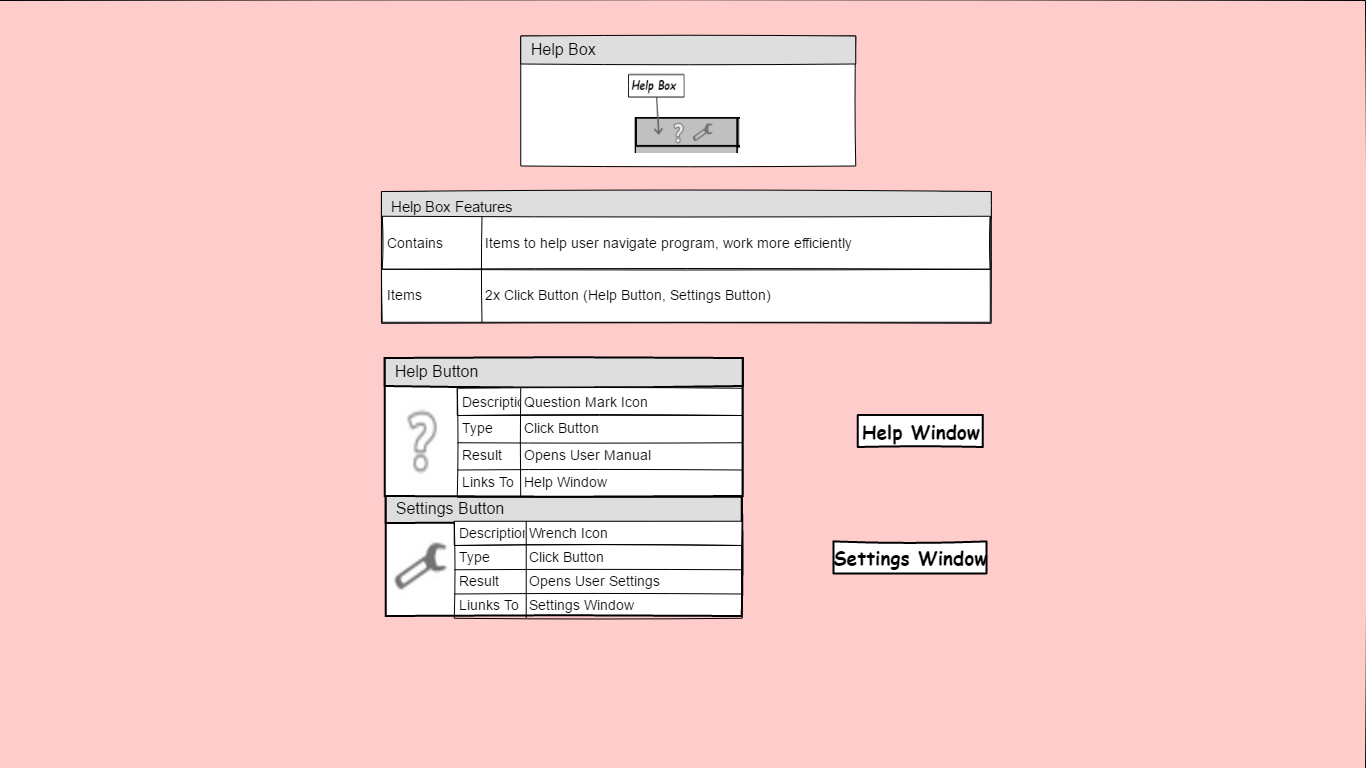 Help Box
Help Box
Help Box Features
Contains Items to help user navigate program, work more efficiently
Items 2x Click Button (Help Button, Settings Button)
Help Button
Descriptio Question Mark Icon
Type Click Button
Result Opens User Manual
Links To Help Window
Help Window
Settings Button
Description Wrench Icon
Type Click Button
Result Opens User Settings
Liunks To Settings Window
Settings Window